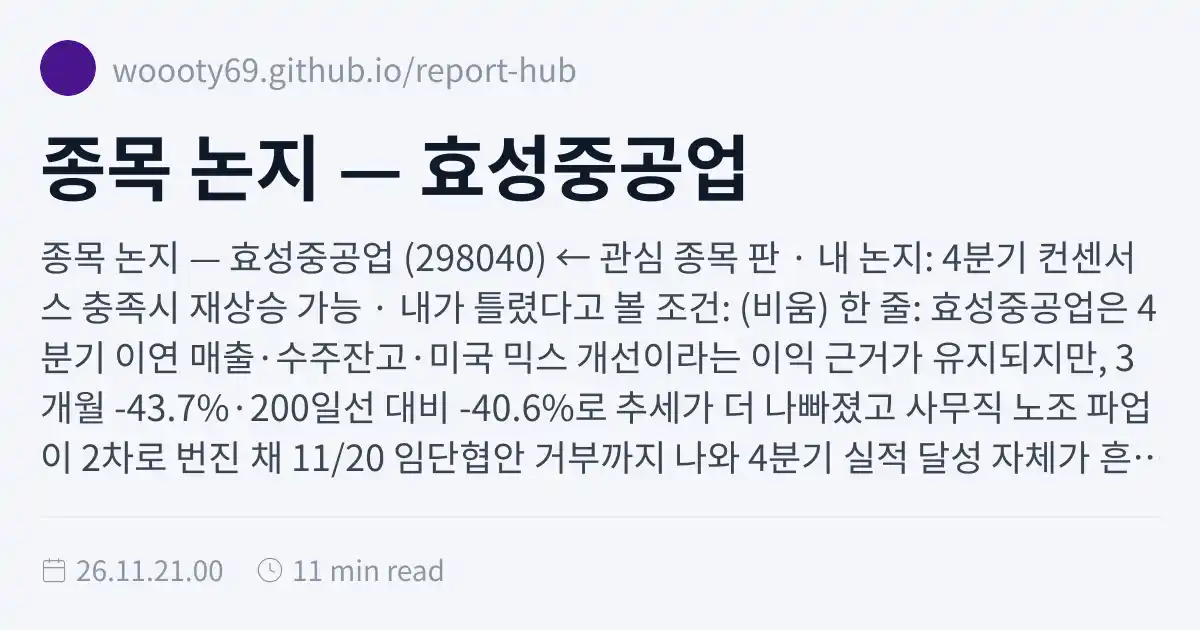 woooty69.github.io/report-hub
종목 논지 — 효성중공업
종목 논지 — 효성중공업 (298040) ← 관심 종목 판 · 내 논지: 4분기 컨센서
스 충족시 재상승 가능 · 내가 틀렸다고 볼 조건: (비움) 한 줄: 효성중공업은 4
분기 이연 매출·수주잔고·미국 믹스 개선이라는 이익 근거가 유지되지만, 3
개월 -43.7%·200일선 대비 -40.6%로 추세가 더 나빠졌고 사무직 노조 파업
이 2차로 번진 채 11/20 임단협안 거부까지 나와 4분기 실적 달성 자체가 흔··
26.11.21.00 11 min read